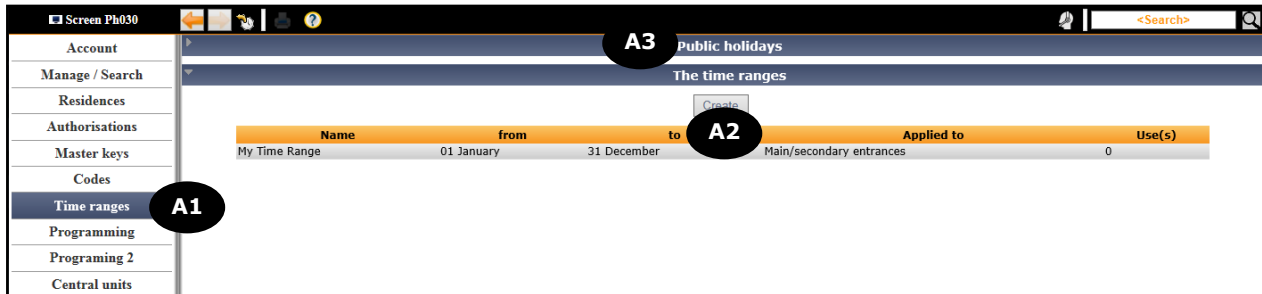 Screen Ph030 <Search>
Account
Manage / Search
Residences
Authorisations
Master keys
Codes
Time ranges
Programming
Programing 2
Central units
A1
A3 Public holidays
The time ranges
Create
A2
Name from to Applied to Use(s)
My Time Range 01 January 31 December Main/secondary entrances 0